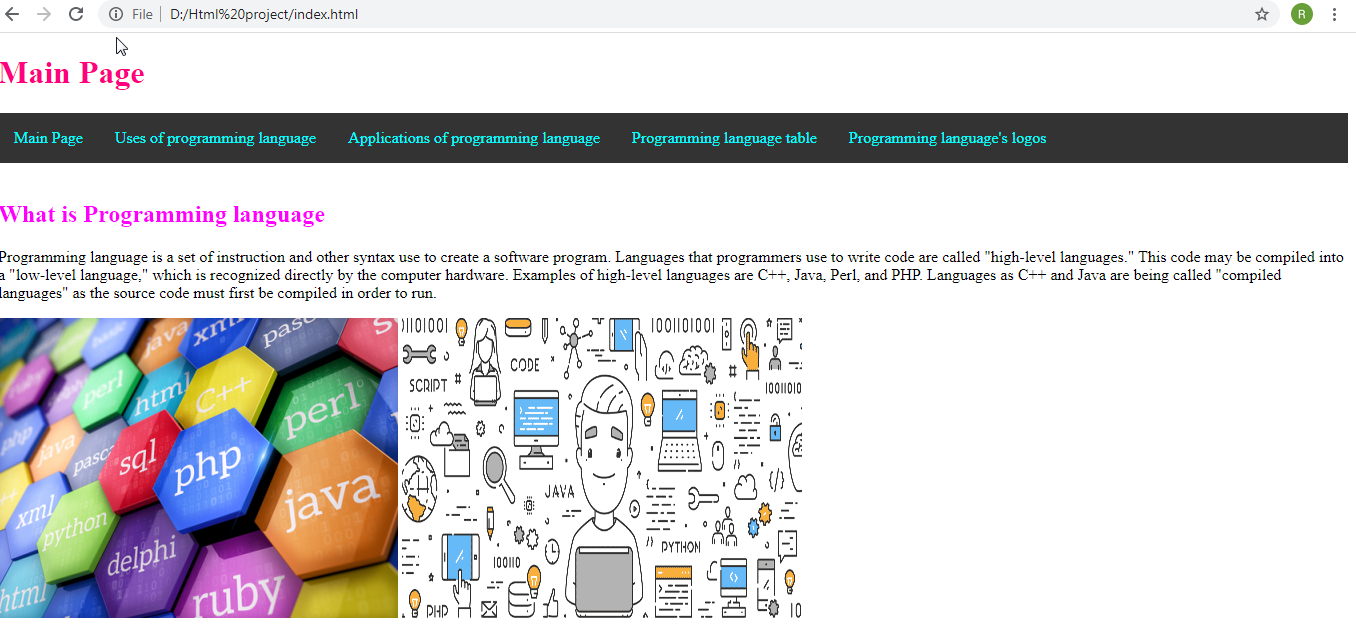 File D:/Html%20project/index.html
R
Main Page
Main Page Uses of programming language Applications of programming language Programming language table Programming language's logos
What is Programming language
Programming language is a set of instruction and other syntax use to create a software program. Languages that programmers use to write code are called "high-level languages." This code may be compiled into
a "low-level language," which is recognized directly by the computer hardware. Examples of high-level languages are C++, Java, Perl, and PHP. Languages as C++ and Java are being called "compiled
languages" as the source code must first be compiled in order to run.
java
xml
pascal
perl
html
C++
perl
php
java
pasc
sql
php
java
xml
python
delphi
html
ruby
1001101001
CODE
SCRIPT
#
#
JAVA
PYTHON
100110
PHP